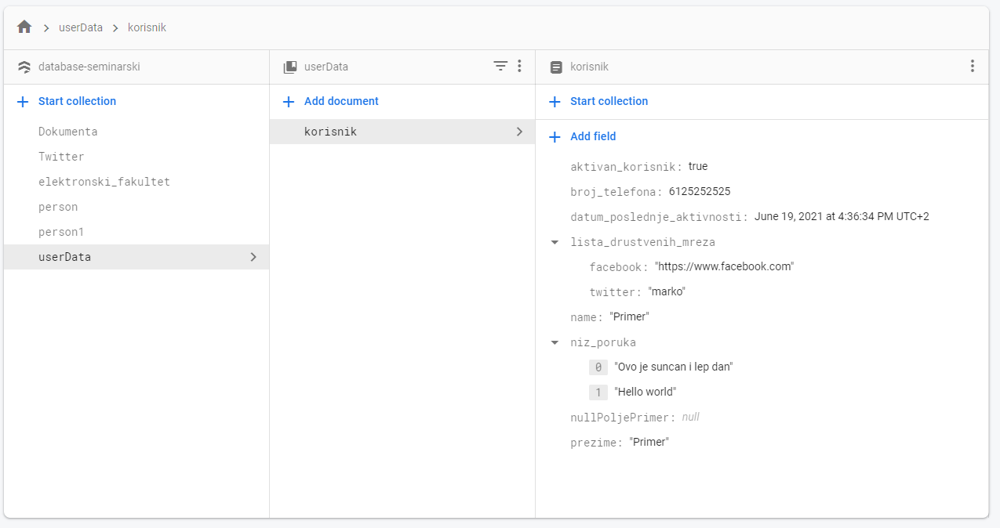 userData
korisnik
database-seminarski
Start collection
Dokumenta
Twitter
elektronski_fakultet
person
person1
userData
userData
Add document
korisnik
korisnik
Start collection
Add field
aktivan_korisnik: true
broj_telefona: 6125252525
datum_poslednje_aktivnosti: June 19, 2021 at 4:36:34 PM UTC+2
lista_drustvenih_mreza
facebook: "https://www.facebook.com"
twitter: "marko"
name: "Primer"
niz_poruka
0 "Ovo je suncan i lep dan"
1 "Hello world"
nullPoljePrimer: null
prezime: "Primer"